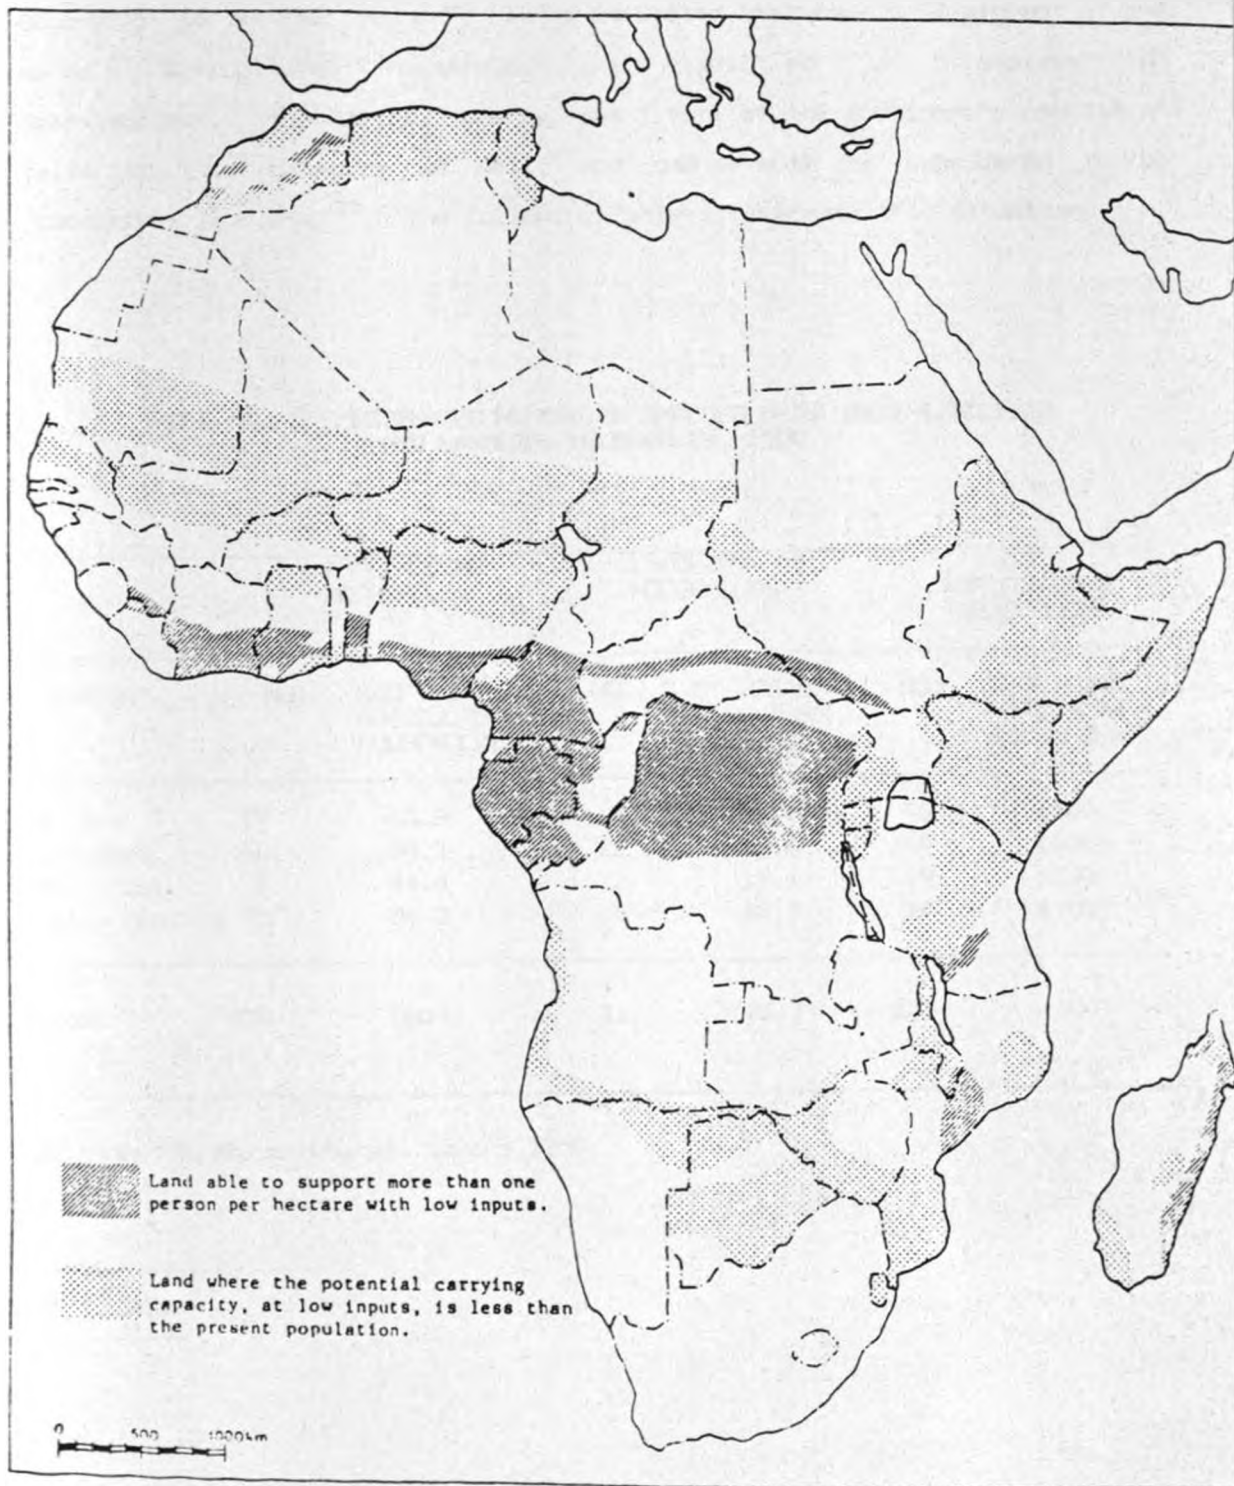 Land able to support more than one
person per hectare with low inputs.
Land where the potential carrying
capacity, at low inputs, is less than
the present population.
0 500 1000km